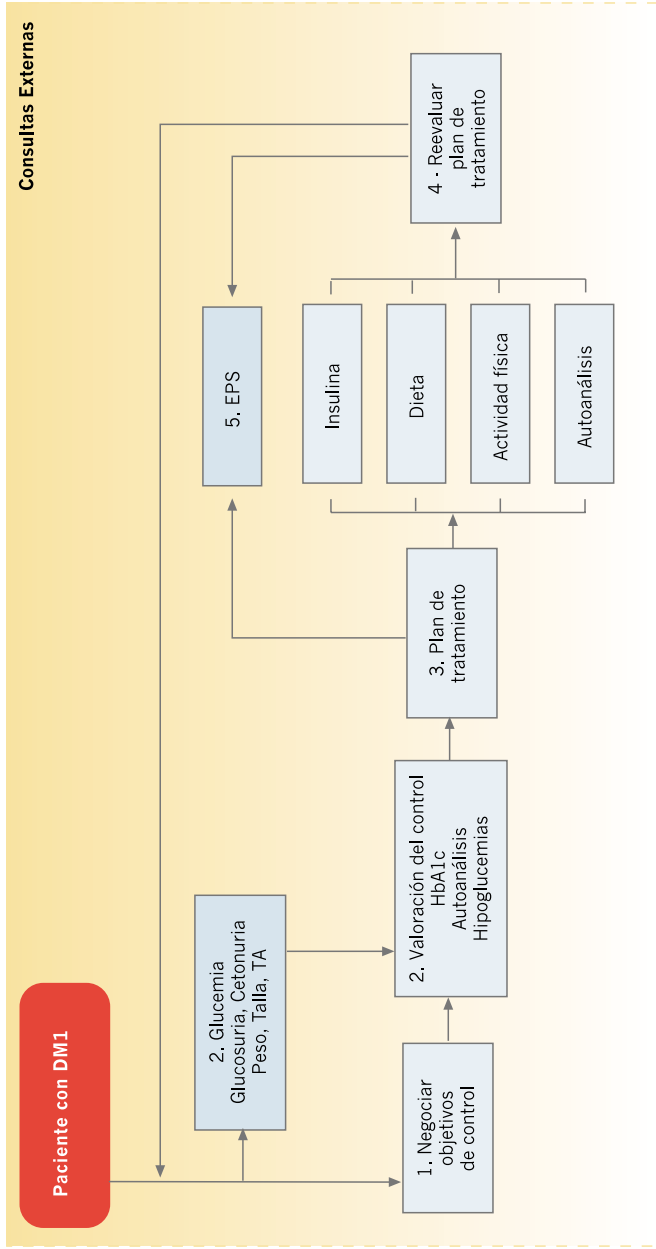 Consultas Externas
Paciente con DM1
2. Glucemia
Glucosuria, Cetonuria
Peso, Talla, TA
1. Negociar
objetivos
de control
2. Valoración del control
HbA1c
Autoanálisis
Hipoglucemias
3. Plan de
tratamiento
5. EPS
Insulina
Dieta
Actividad física
Autoanálisis
4 - Reevaluar
plan de
tratamiento